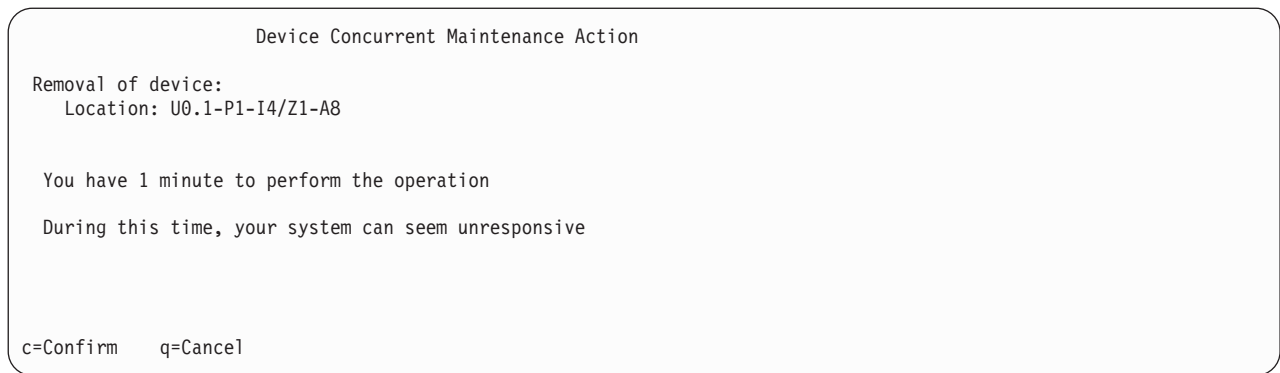 Device Concurrent Maintenance Action
Removal of device:
Location: U0.1-P1-I4/Z1-A8
You have 1 minute to perform the operation
During this time, your system can seem unresponsive
c=Confirm    q=Cancel